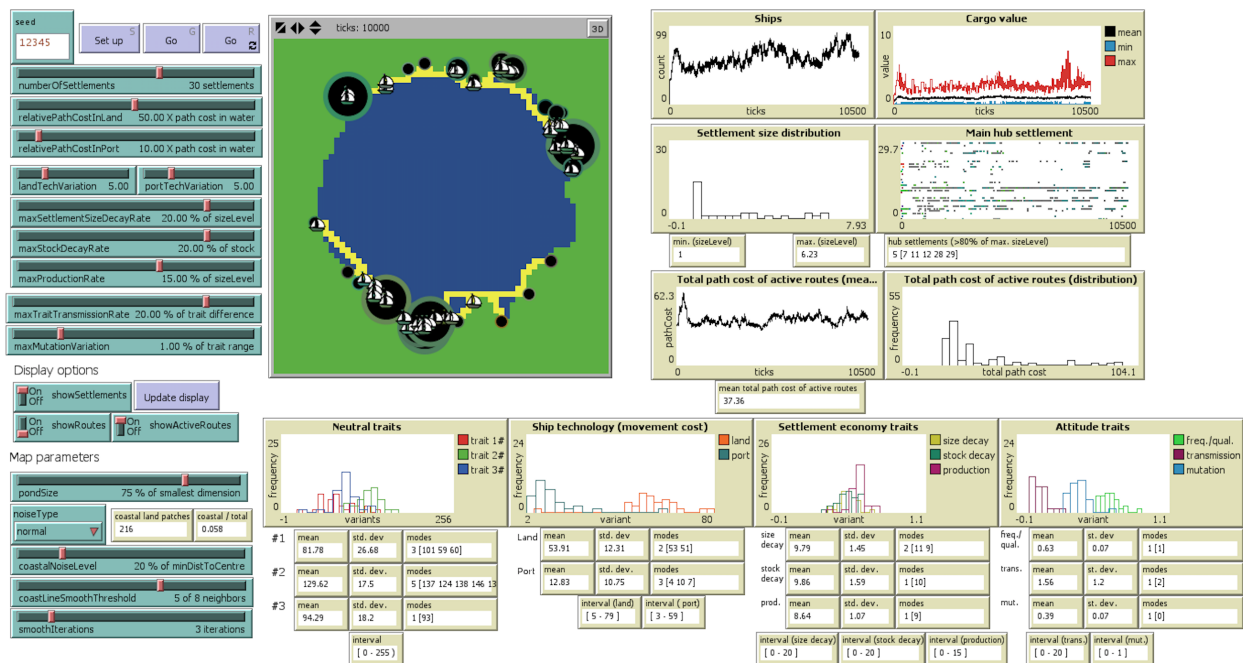 seed
12345
Set up S
Go G
Go R
numberOfSettlements 30 settlements
relativePathCostInLand 50.00 X path cost in water
relativePathCostInPort 10.00 X path cost in water
landTechVariation 5.00
portTechVariation 5.00
maxSettlementSizeDecayRate 20.00 % of sizeLevel
maxStockDecayRate 20.00 % of stock
maxProductionRate 15.00 % of sizeLevel
maxTraitTransmissionRate 20.00 % of trait difference
maxMutationVariation 1.00 % of trait range
Display options
On
Off
showSettlements
Update display
On
Off
showRoutes
On
Off
showActiveRoutes
Map parameters
pondSize 75 % of smallest dimension
noiseType
normal
coastal land patches
216
coastal / total
0.058
coastalNoiseLevel 20 % of minDistToCentre
coastLineSmoothThreshold 5 of 8 neighbors
smoothIterations 3 iterations
ticks: 10000
3D
Ships
99
count
0
0 ticks 10500
Cargo value
10
value
0
0 ticks 10500
mean
min
max
Settlement size distribution
30
0
-0.1 7.93
Main hub settlement
29.7
0
0 ticks 10500
min. (sizeLevel)
1
max. (sizeLevel)
6.23
hub settlements (>80% of max. sizeLevel)
5 [7 11 12 28 29]
Total path cost of active routes (mea...
62.3
pathCost
0
0 ticks 10500
Total path cost of active routes (distribution)
55
frequency
0
-0.1 total path cost 104.1
mean total path cost of active routes
37.36
Neutral traits
25
frequency
0
-1 variants 256
trait 1#
trait 2#
trait 3#
Ship technology (movement cost)
24
frequency
0
2 variant 80
land
port
Settlement economy traits
24
frequency
0
-0.1 variants 1.1
size decay
stock decay
production
Attitude traits
24
frequency
0
-0.1 variant 1.1
freq./qual.
transmission
mutation
#1
mean
81.78
std. dev
26.68
modes
3 [101 59 60]
#2
mean
129.62
std. dev
17.5
modes
5 [137 124 138 146 13
#3
mean
94.29
std. dev.
18.2
modes
1 [93]
interval
[ 0 - 255 )
Land
mean
53.91
std. dev
12.31
modes
2 [53 51]
Port
mean
12.83
std. dev
10.75
modes
3 [4 10 7]
interval (land)
[ 5 - 79 ]
interval ( port)
[ 3 - 59 ]
size
decay
mean
9.79
std. dev
1.45
modes
2 [11 9]
stock
decay
mean
9.86
std. dev
1.59
modes
1 [10]
prod.
mean
8.64
std. dev
1.07
modes
1 [9]
interval (size decay)
[ 0 - 20 ]
interval (stock decay)
[ 0 - 20 ]
interval (production)
[ 0 - 15 ]
freq./
qual.
mean
0.63
std. dev
0.07
modes
1 [1]
trans.
mean
1.56
std. dev
1.2
modes
1 [2]
mut.
mean
0.39
std. dev
0.07
modes
1 [0]
interval (trans.)
[ 0 - 20 ]
interval (mut.)
[ 0 - 1 ]